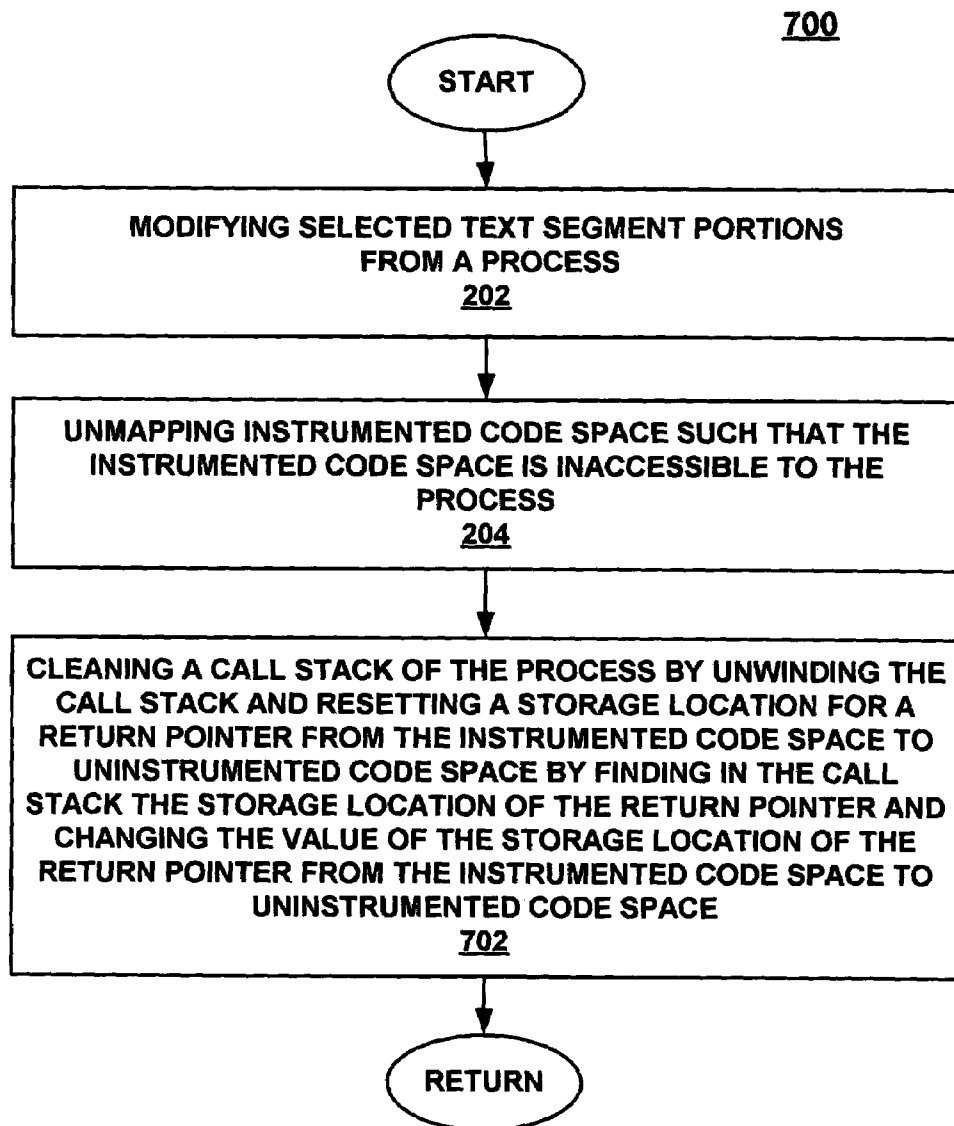 700
START
MODIFYING SELECTED TEXT SEGMENT PORTIONS
FROM A PROCESS
202
UNMAPPING INSTRUMENTED CODE SPACE SUCH THAT THE
INSTRUMENTED CODE SPACE IS INACCESSIBLE TO THE
PROCESS
204
CLEANING A CALL STACK OF THE PROCESS BY UNWINDING THE
CALL STACK AND RESETTING A STORAGE LOCATION FOR A
RETURN POINTER FROM THE INSTRUMENTED CODE SPACE TO
UNINSTRUMENTED CODE SPACE BY FINDING IN THE CALL
STACK THE STORAGE LOCATION OF THE RETURN POINTER AND
CHANGING THE VALUE OF THE STORAGE LOCATION OF THE
RETURN POINTER FROM THE INSTRUMENTED CODE SPACE TO
UNINSTRUMENTED CODE SPACE
702
RETURN